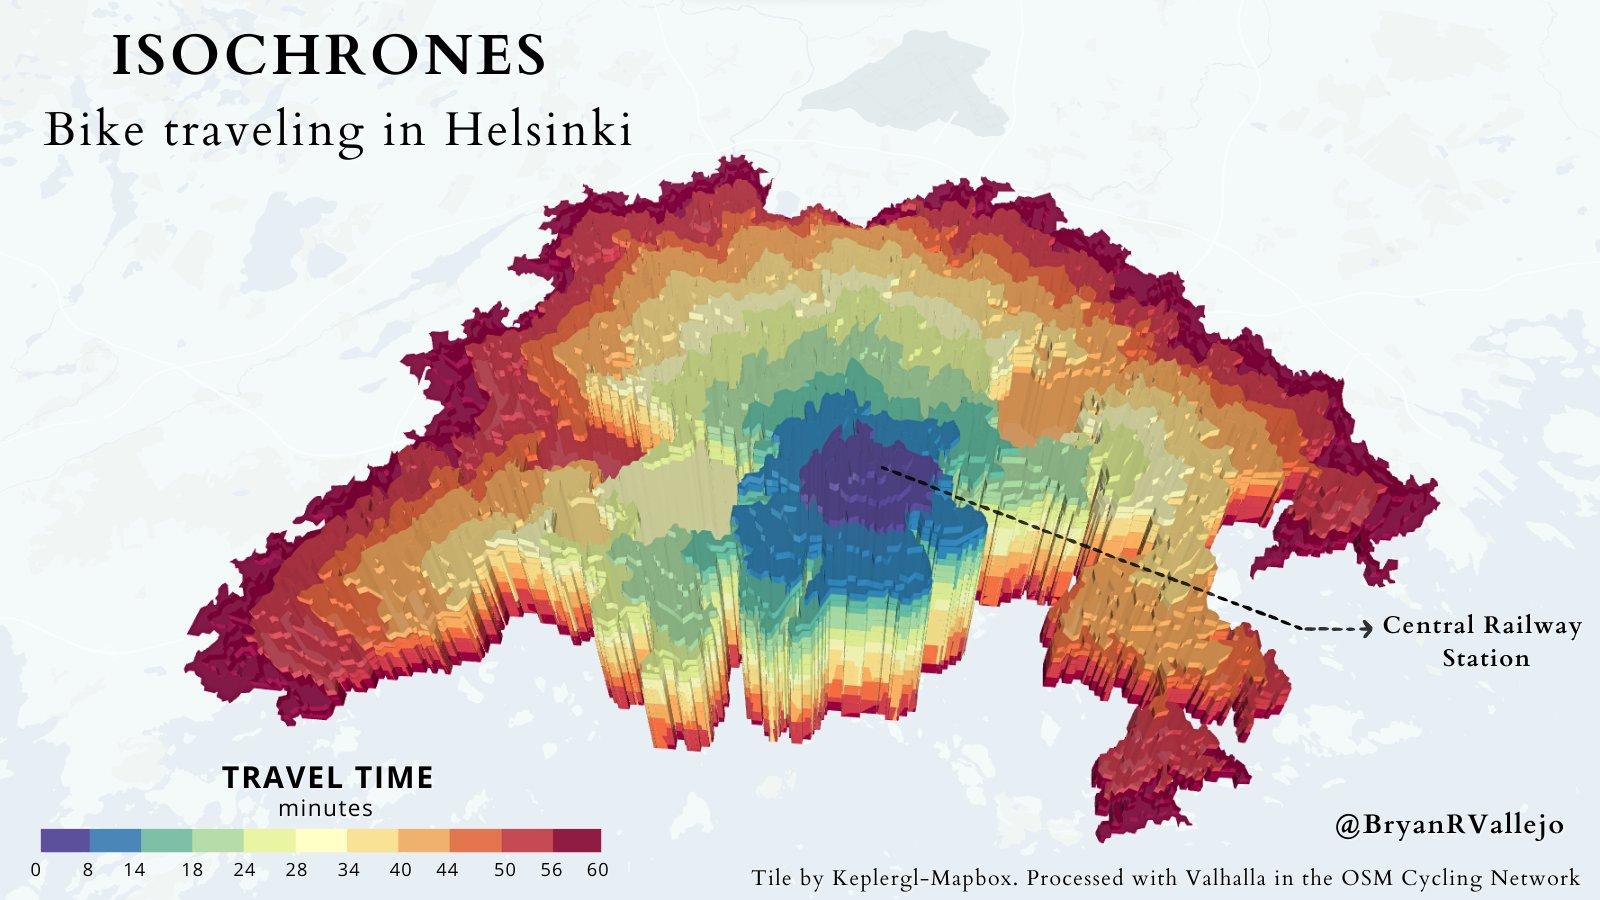 ISOCHRONES
Bike traveling in Helsinki
Central Railway
Station
TRAVEL TIME
minutes
0 8 14 18 24 28 34 40 44 50 56 60
@BryanRVallejo
Tile by Keplergl-Mapbox. Processed with Valhalla in the OSM Cycling Network